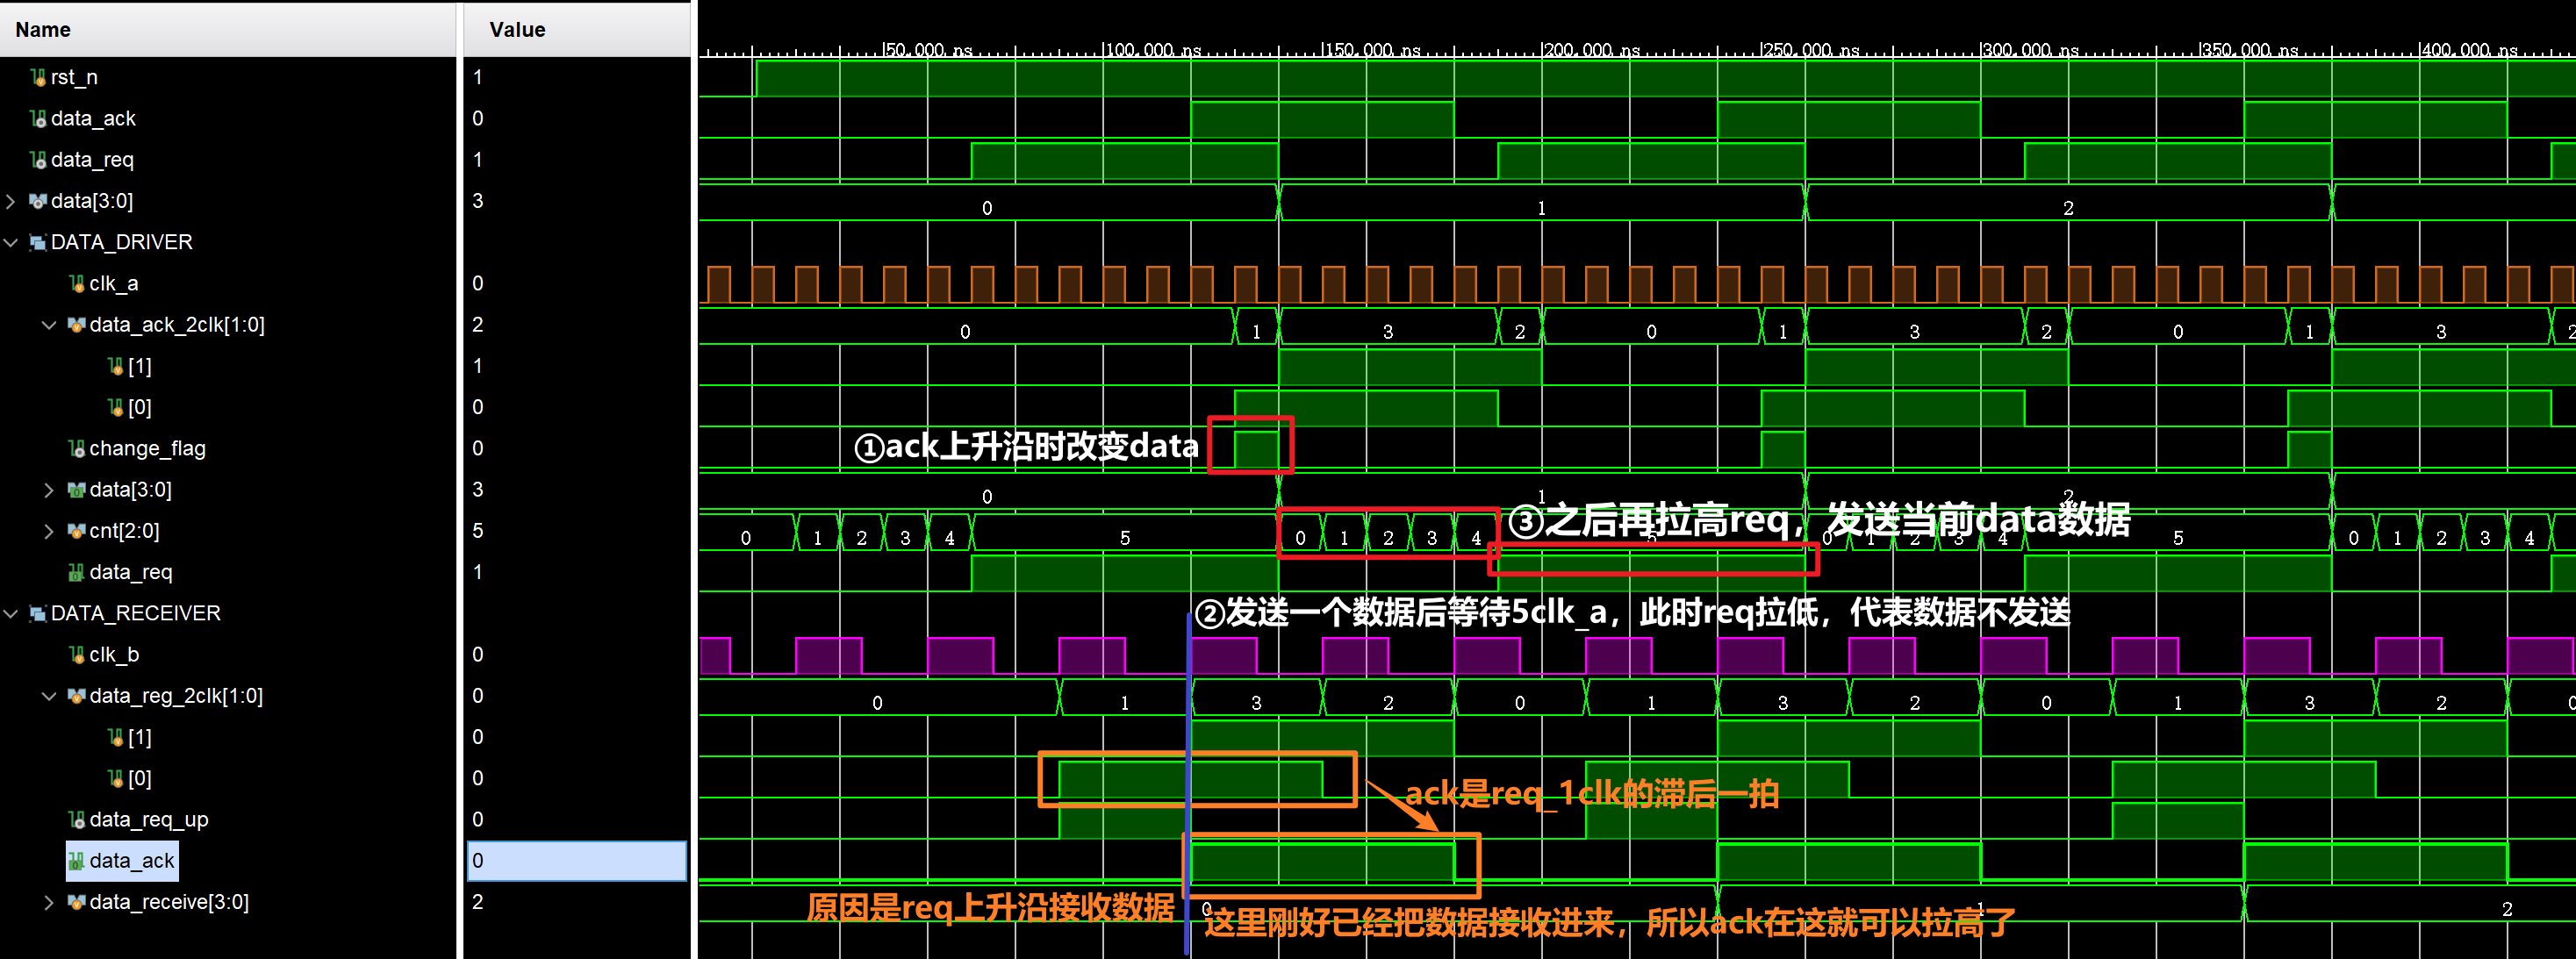 Name Value
50.000 ns 100.000 ns 150.000 ns 200.000 ns 250.000 ns 300.000 ns 350.000 ns 400.000 ns
rst_n 1
data_ack 0
data_req 1
data[3:0] 3 0 1 2
DATA_DRIVER
clk_a 0
data_ack_2clk[1:0] 2 0 1 3 2 0 1 3 2 0 1 3 2
[1] 1
[0] 0
change_flag 0
①ack上升沿时改变data
data[3:0] 3 0 1 2
cnt[2:0] 5 0 1 2 3 4 5 0 1 2 3 4 5 0 1 2 3 4 5 0 1 2 3 4
③之后再拉高req，发送当前data数据
data_req 1
DATA_RECEIVER
②发送一个数据后等待5clk_a，此时req拉低，代表数据不发送
clk_b 0
data_reg_2clk[1:0] 0 0 1 3 2 0 1 3 2 0 1 3 2 0
[1] 0
[0] 0
ack是req_1clk的滞后一拍
data_req_up 0
data_ack 0
data_receive[3:0] 2 0 1 2
原因是req上升沿接收数据
这里刚好已经把数据接收进来，所以ack在这就可以拉高了